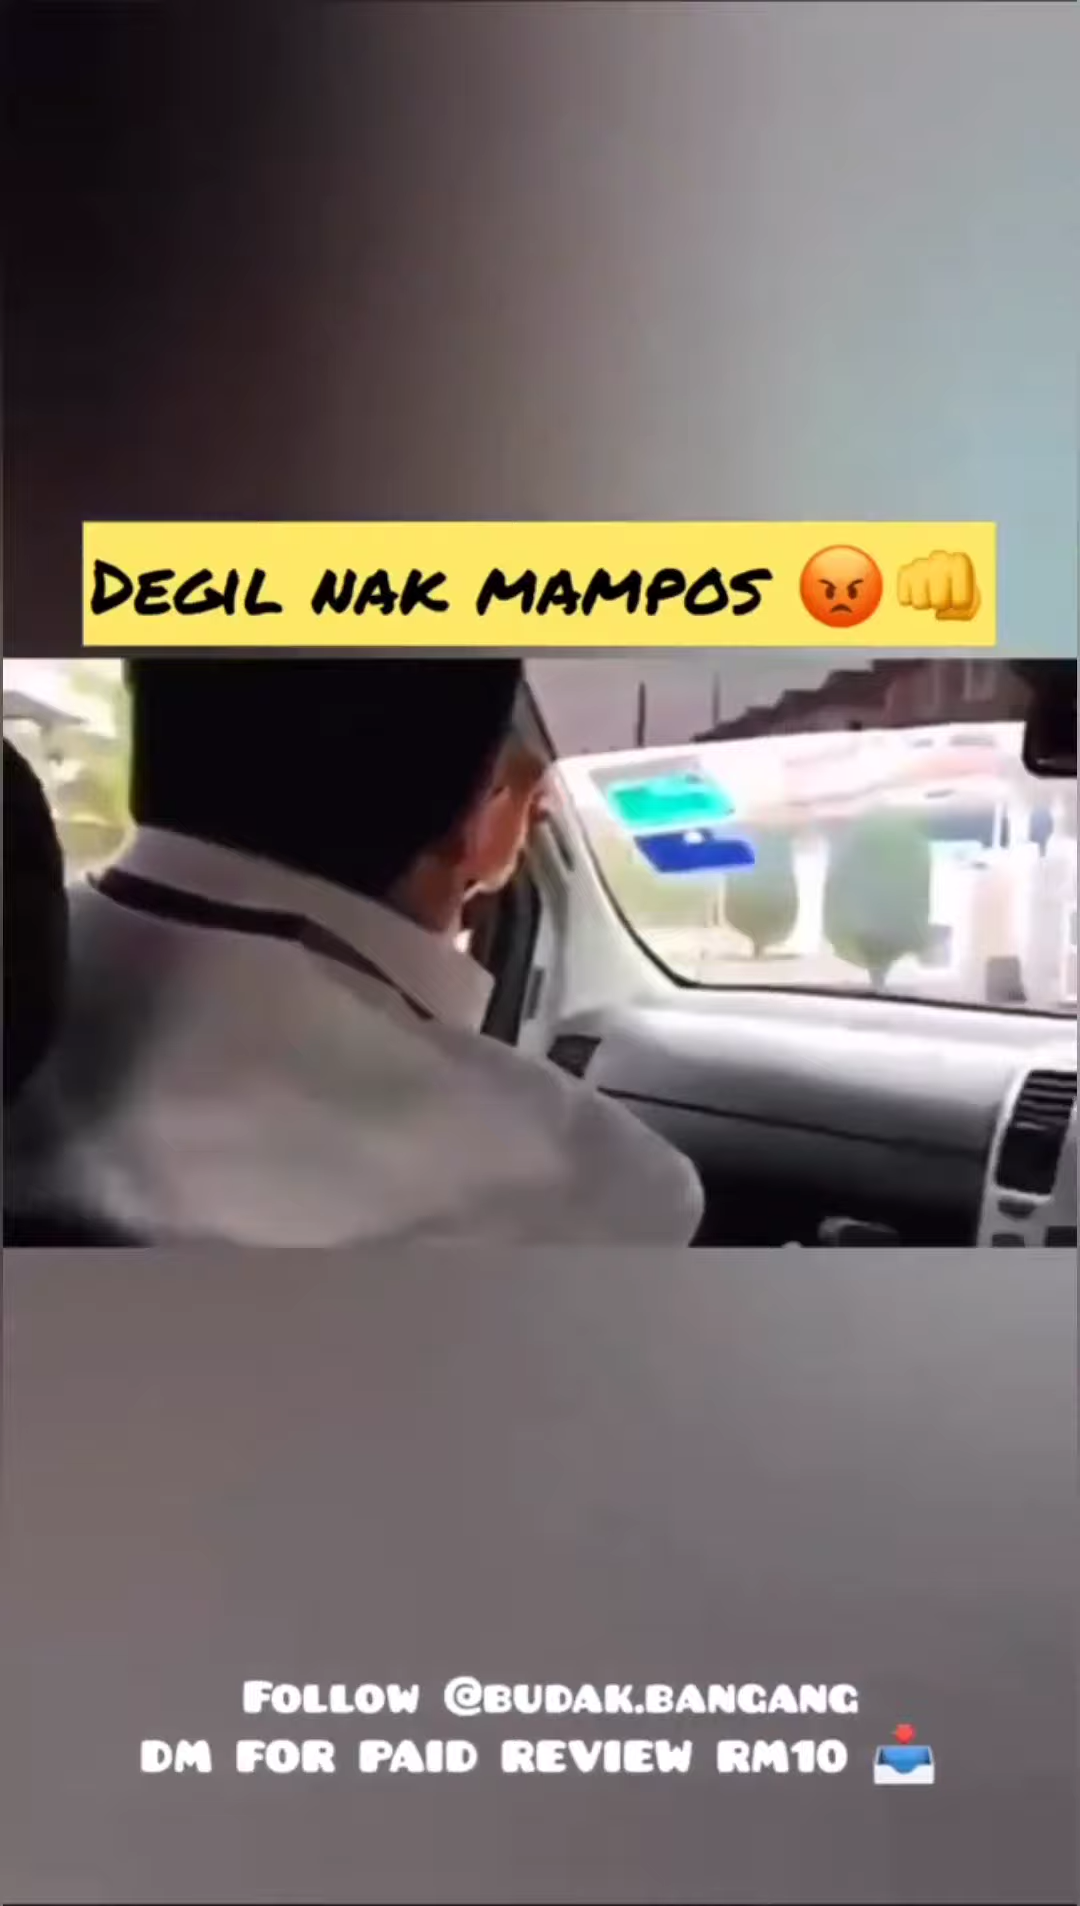 Degil nak mampos 😡👊
Follow @budak.bangang
DM for paid review RM10 📥